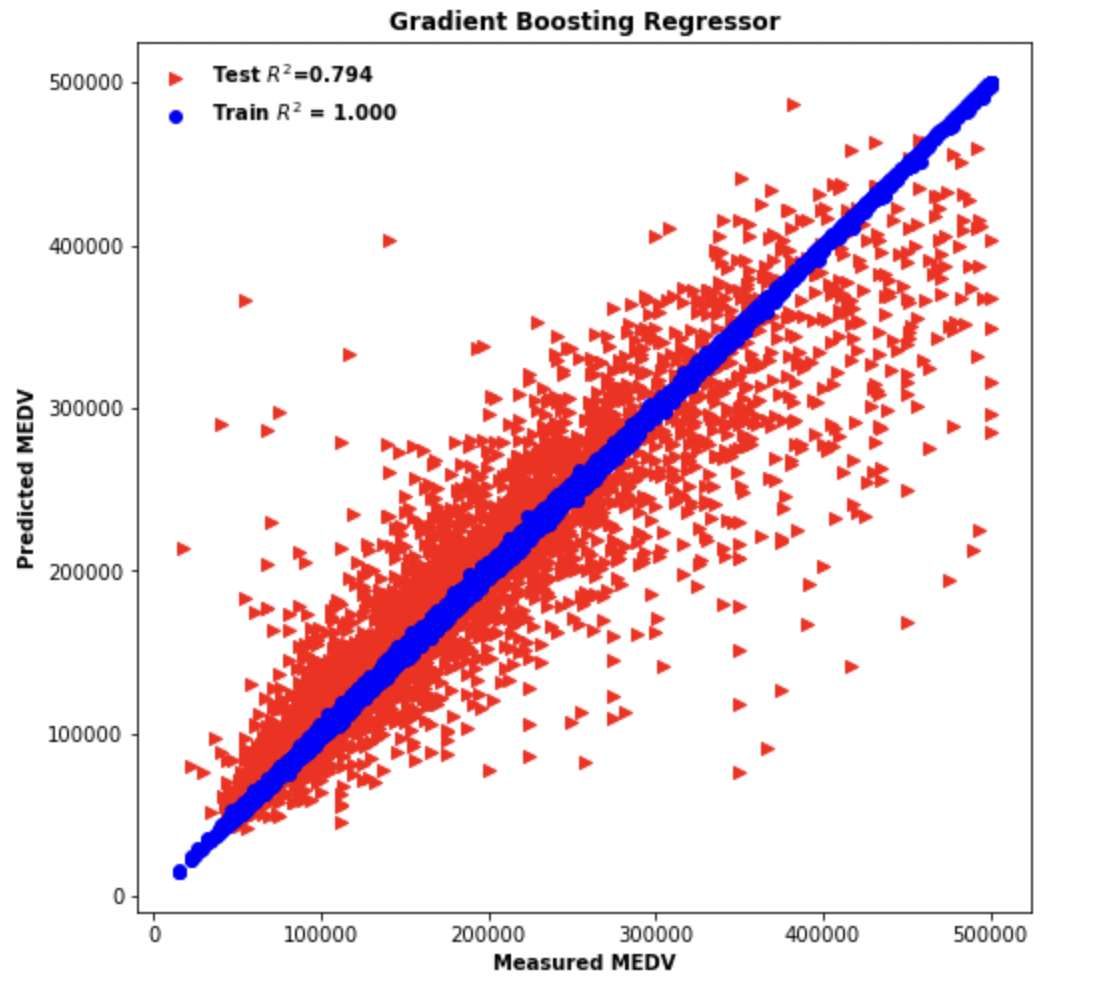 Gradient Boosting Regressor
Test R²=0.794
Train R² = 1.000
500000
400000
300000
200000
100000
0
Predicted MEDV
0 100000 200000 300000 400000 500000
Measured MEDV